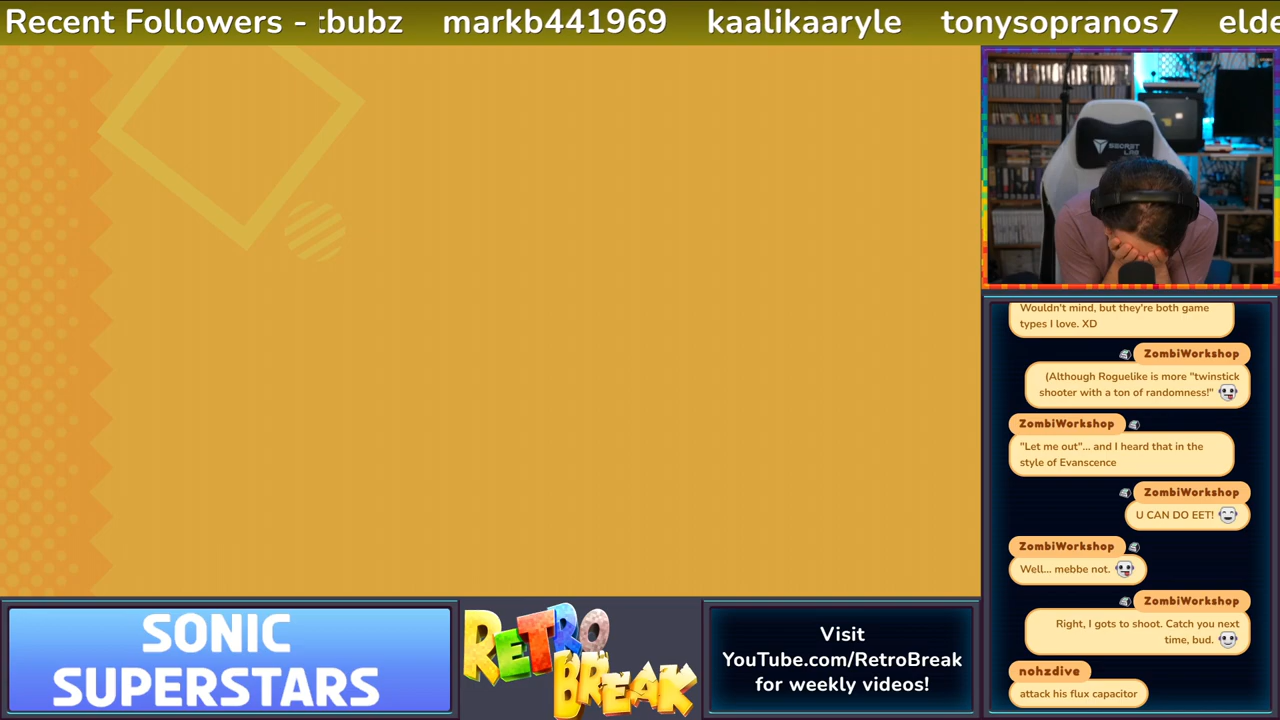 Recent Followers - :bubz markb441969 kaalikaaryle tonysopranos7 elde
SECRET
LAB
Wouldn't mind, but they're both game
types I love. XD
ZombiWorkshop
(Although Roguelike is more "twinstick
shooter with a ton of randomness!"
ZombiWorkshop
"Let me out"... and I heard that in the
style of Evanscence
ZombiWorkshop
U CAN DO EET!
ZombiWorkshop
Well... mebbe not.
ZombiWorkshop
Right, I gots to shoot. Catch you next
time, bud.
nohzdive
attack his flux capacitor
SONIC
SUPERSTARS
RETRO
BREAK
Visit
YouTube.com/RetroBreak
for weekly videos!